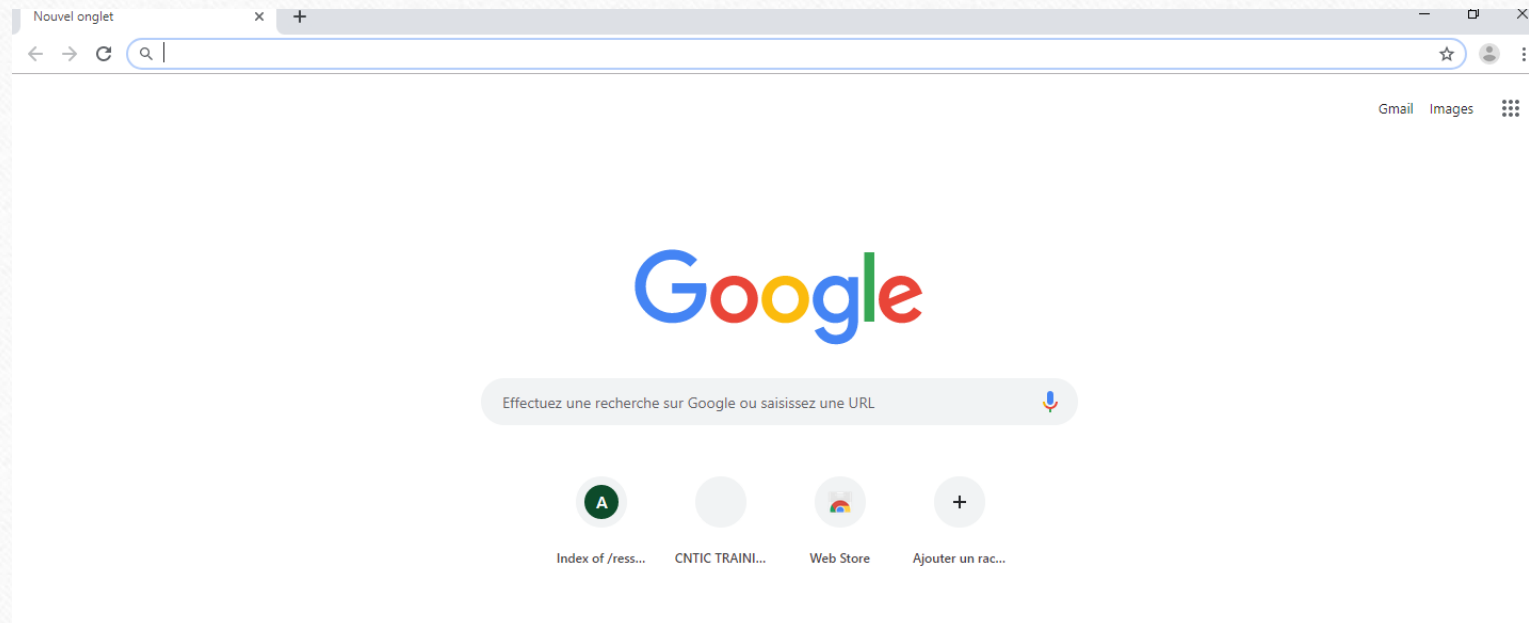 Nouvel onglet
Gmail Images
Google
Effectuez une recherche sur Google ou saisissez une URL
A
Index of /ress... CNTIC TRAINI... Web Store Ajouter un rac...